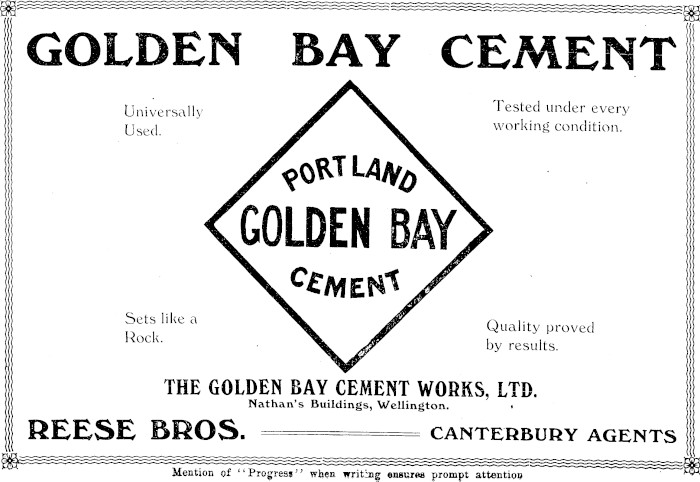 GOLDEN BAY CEMENT
Universally
Used.
Tested under every
working condition.
PORTLAND
GOLDEN BAY
CEMENT
Sets like a
Rock.
Quality proved
by results.
THE GOLDEN BAY CEMENT WORKS, LTD.
Nathan's Buildings, Wellington.
REESE BROS.
CANTERBURY AGENTS
Mention of "Progress" when writing ensures prompt attention